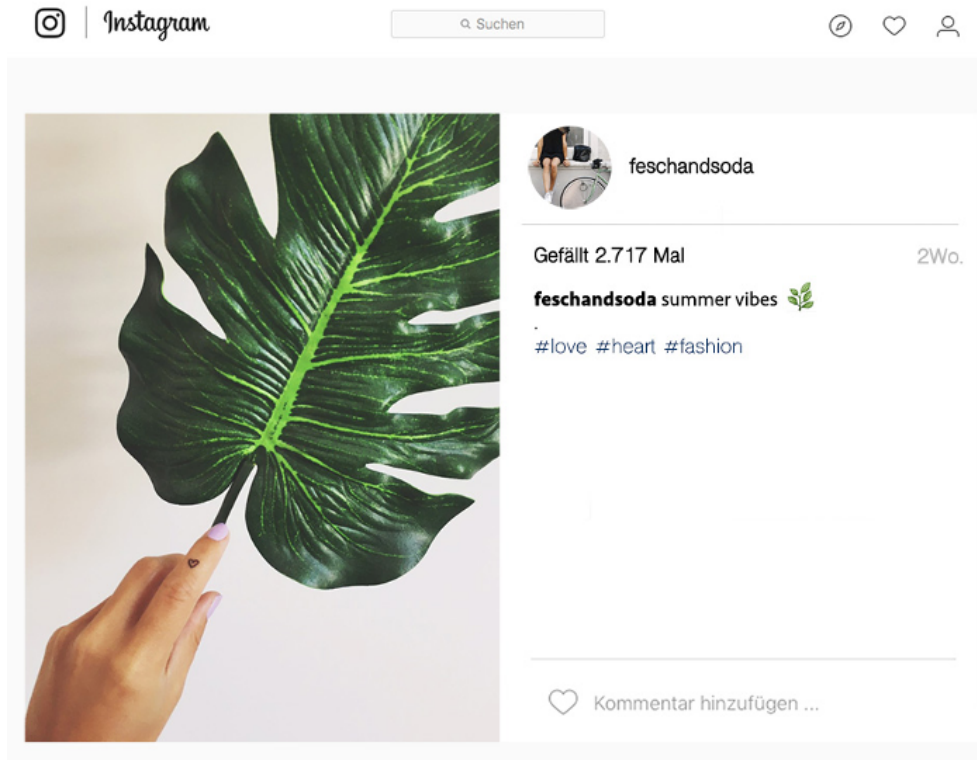 Instagram
Suchen
feschandsoda
Gefällt 2.717 Mal 2Wo.
feschandsoda summer vibes 🌿
.
#love #heart #fashion
Kommentar hinzufügen ...